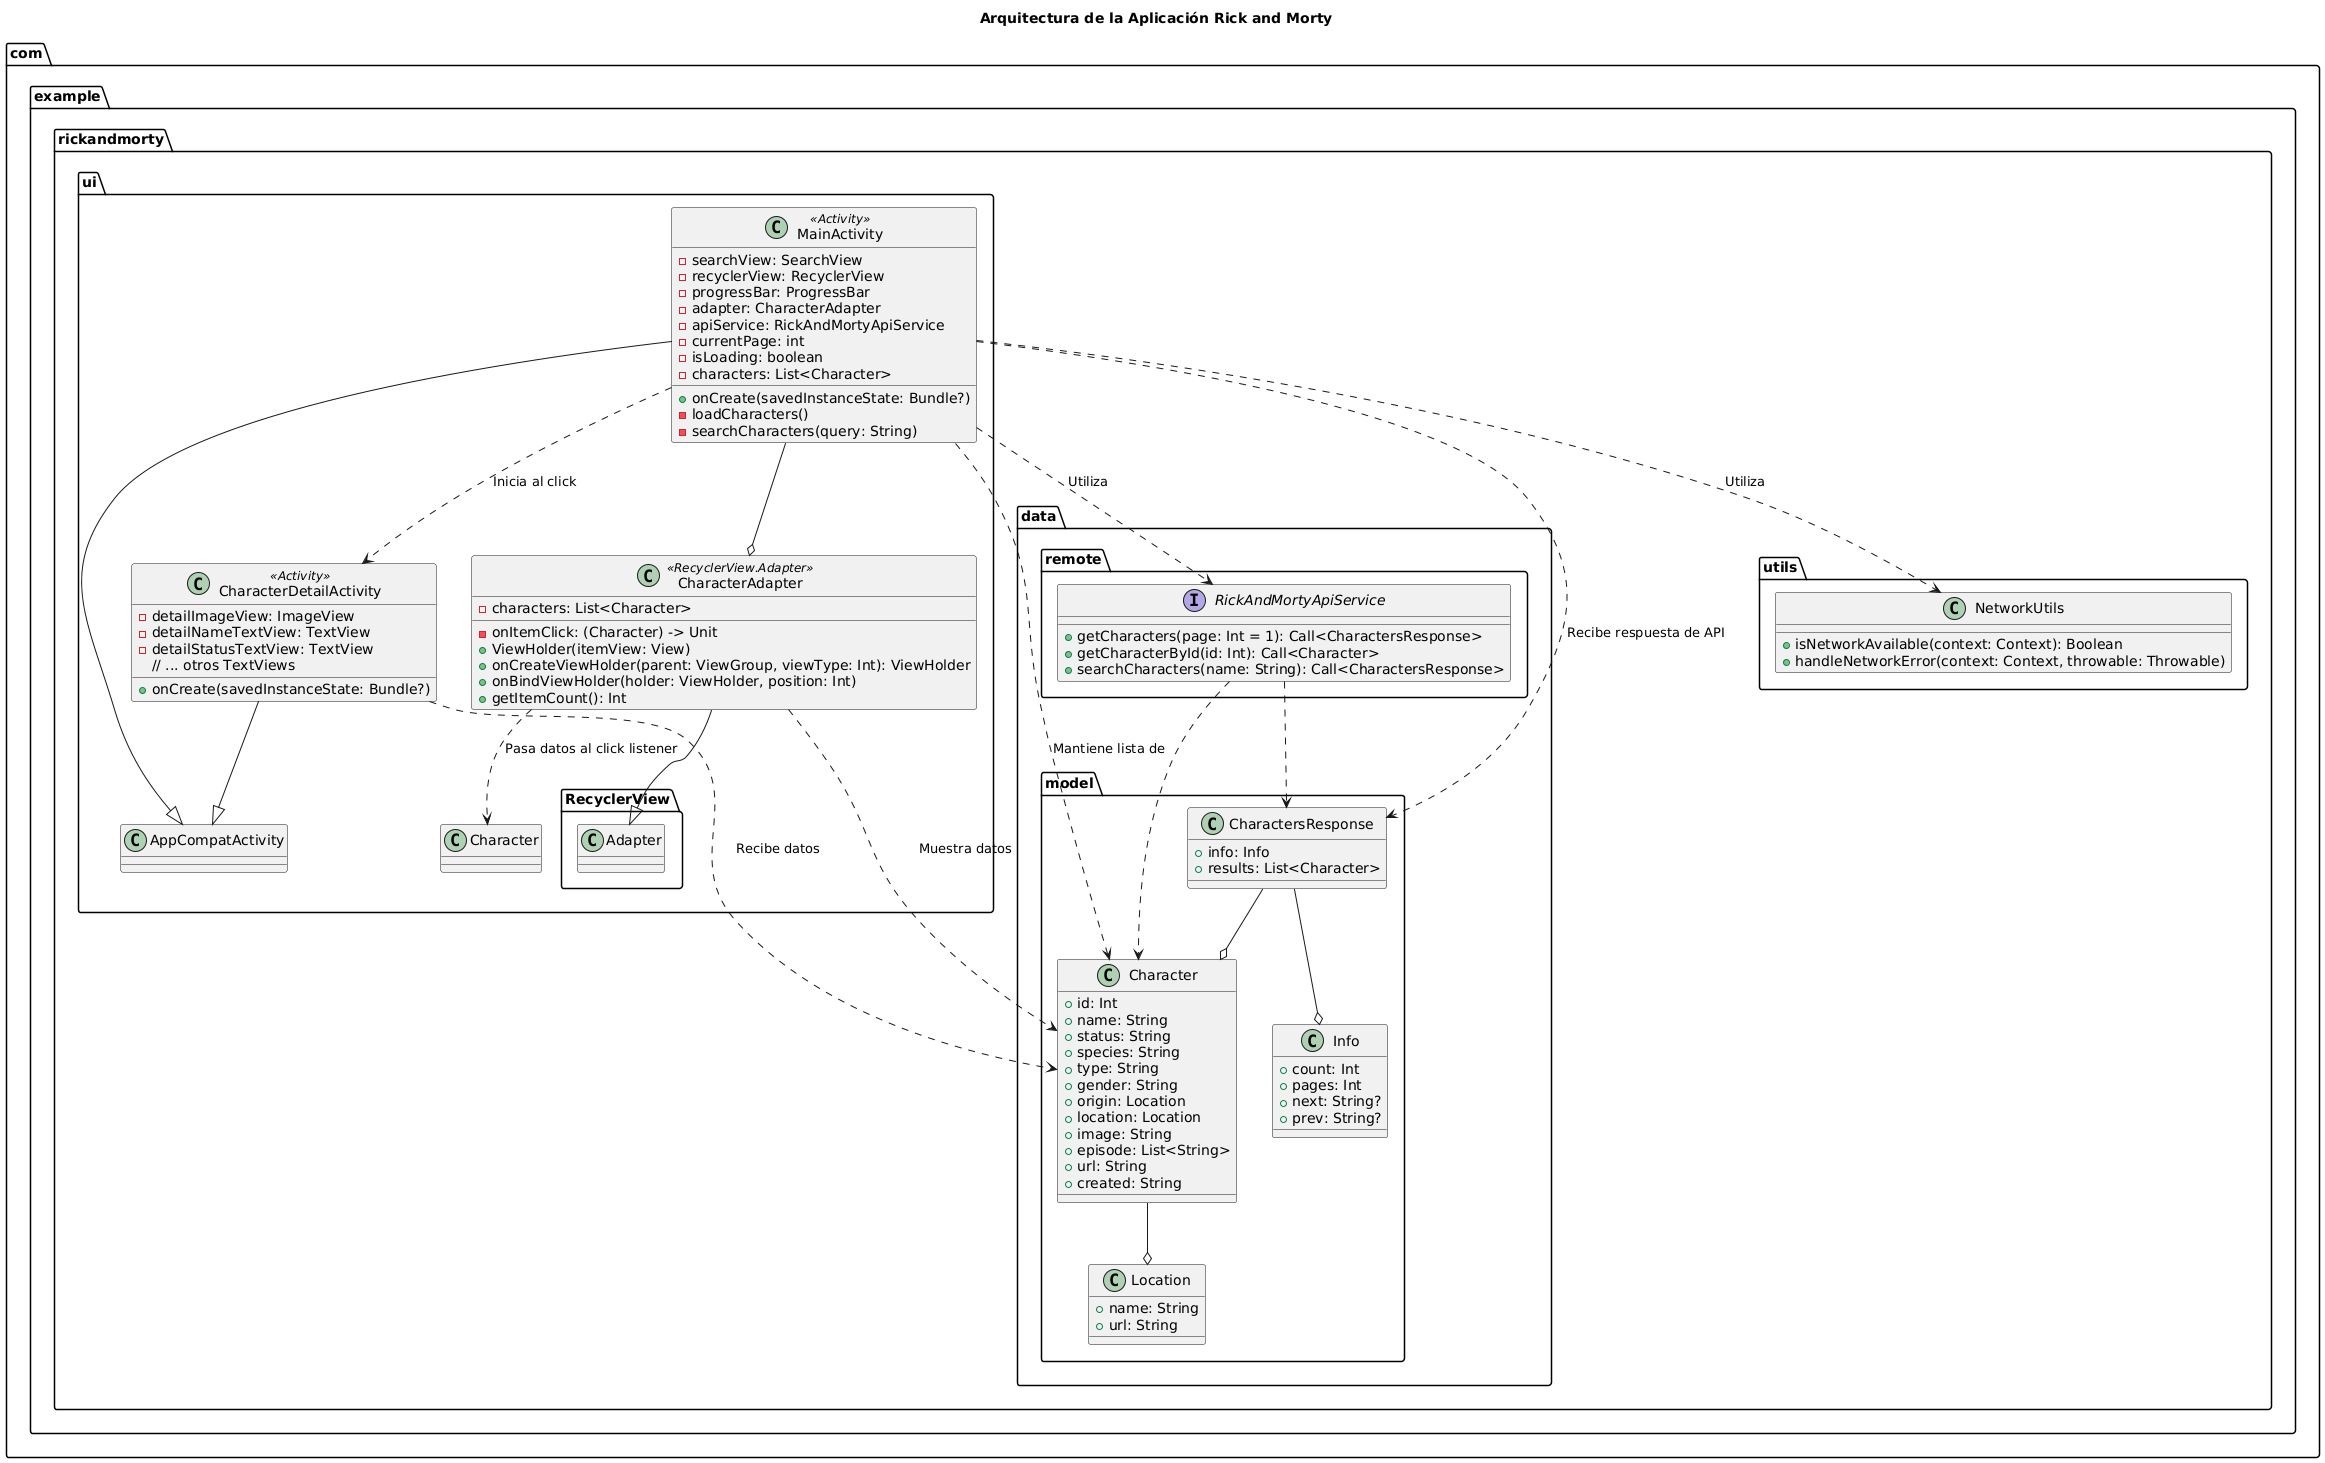 Arquitectura de la Aplicación Rick and Morty
com
example
rickandmorty
ui
«Activity»
C MainActivity
searchView: SearchView
recyclerView: RecyclerView
progressBar: ProgressBar
adapter: CharacterAdapter
apiService: RickAndMortyApiService
currentPage: int
isLoading: boolean
characters: List<Character>
onCreate(savedInstanceState: Bundle?)
loadCharacters()
searchCharacters(query: String)
Inicia al click
Utiliza
Utiliza
«Activity»
C CharacterDetailActivity
detailImageView: ImageView
detailNameTextView: TextView
detailStatusTextView: TextView
// ... otros TextViews
onCreate(savedInstanceState: Bundle?)
«RecyclerView.Adapter»
C CharacterAdapter
characters: List<Character>
onItemClick: (Character) -> Unit
ViewHolder(itemView: View)
onCreateViewHolder(parent: ViewGroup, viewType: Int): ViewHolder
onBindViewHolder(holder: ViewHolder, position: Int)
getItemCount(): Int
data
remote
I RickAndMortyApiService
getCharacters(page: Int = 1): Call<CharactersResponse>
getCharacterById(id: Int): Call<Character>
searchCharacters(name: String): Call<CharactersResponse>
Recibe respuesta de API
utils
C NetworkUtils
isNetworkAvailable(context: Context): Boolean
handleNetworkError(context: Context, throwable: Throwable)
Pasa datos al click listener
Mantiene lista de
C AppCompatActivity
C Character
RecyclerView
C Adapter
Recibe datos
Muestra datos
model
C CharactersResponse
info: Info
results: List<Character>
C Character
id: Int
name: String
status: String
species: String
type: String
gender: String
origin: Location
location: Location
image: String
episode: List<String>
url: String
created: String
C Info
count: Int
pages: Int
next: String?
prev: String?
C Location
name: String
url: String